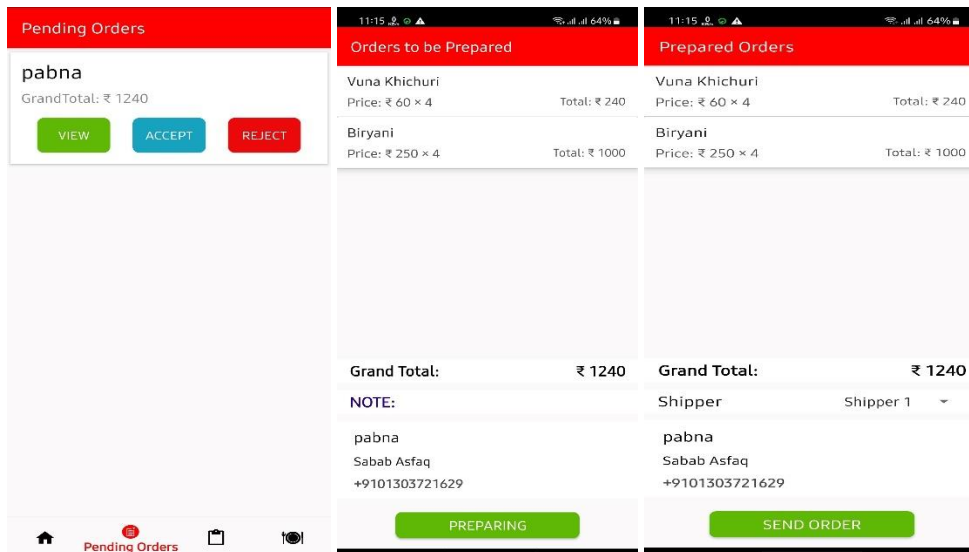 Pending Orders
pabna
GrandTotal: ₹ 1240
VIEW ACCEPT REJECT
Pending Orders
11:15 64%
Orders to be Prepared
Vuna Khichuri
Price: ₹ 60 × 4 Total: ₹ 240
Biryani
Price: ₹ 250 × 4 Total: ₹ 1000
Grand Total: ₹ 1240
NOTE:
pabna
Sabab Asfaq
+9101303721629
PREPARING
11:15 64%
Prepared Orders
Vuna Khichuri
Price: ₹ 60 × 4 Total: ₹ 240
Biryani
Price: ₹ 250 × 4 Total: ₹ 1000
Grand Total: ₹ 1240
Shipper Shipper 1
pabna
Sabab Asfaq
+9101303721629
SEND ORDER